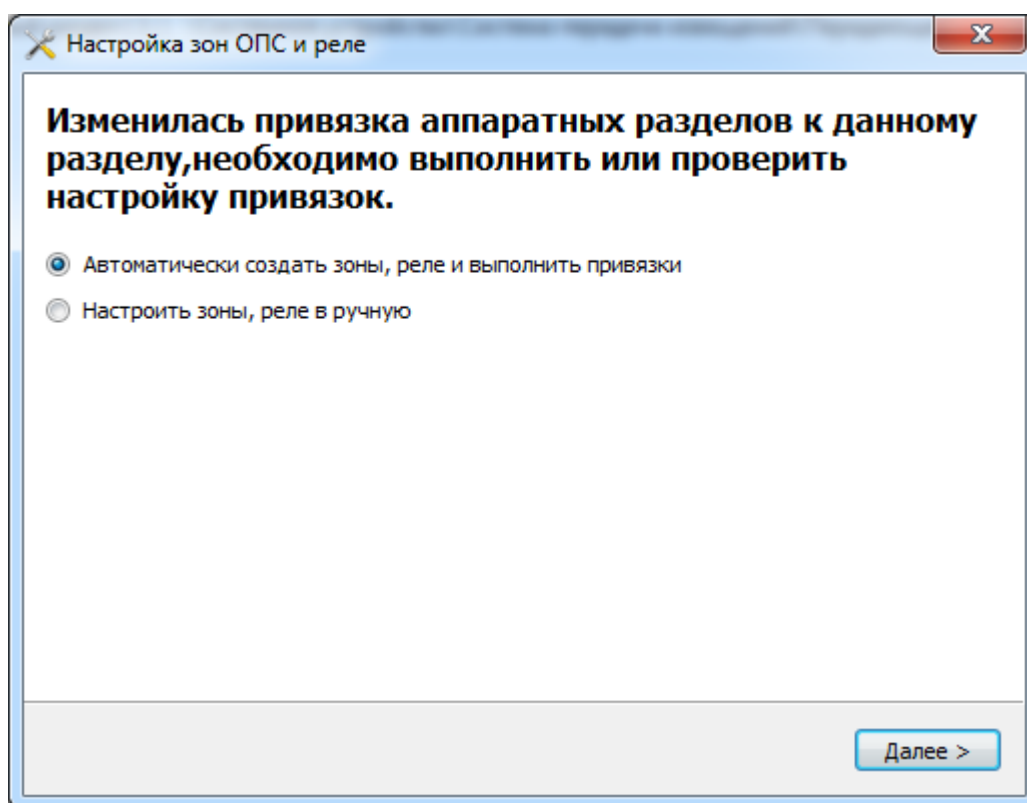 Настройка зон ОПС и реле
Изменилась привязка аппаратных разделов к данному
разделу,необходимо выполнить или проверить
настройку привязок.
Автоматически создать зоны, реле и выполнить привязки
Настроить зоны, реле в ручную
Далее >